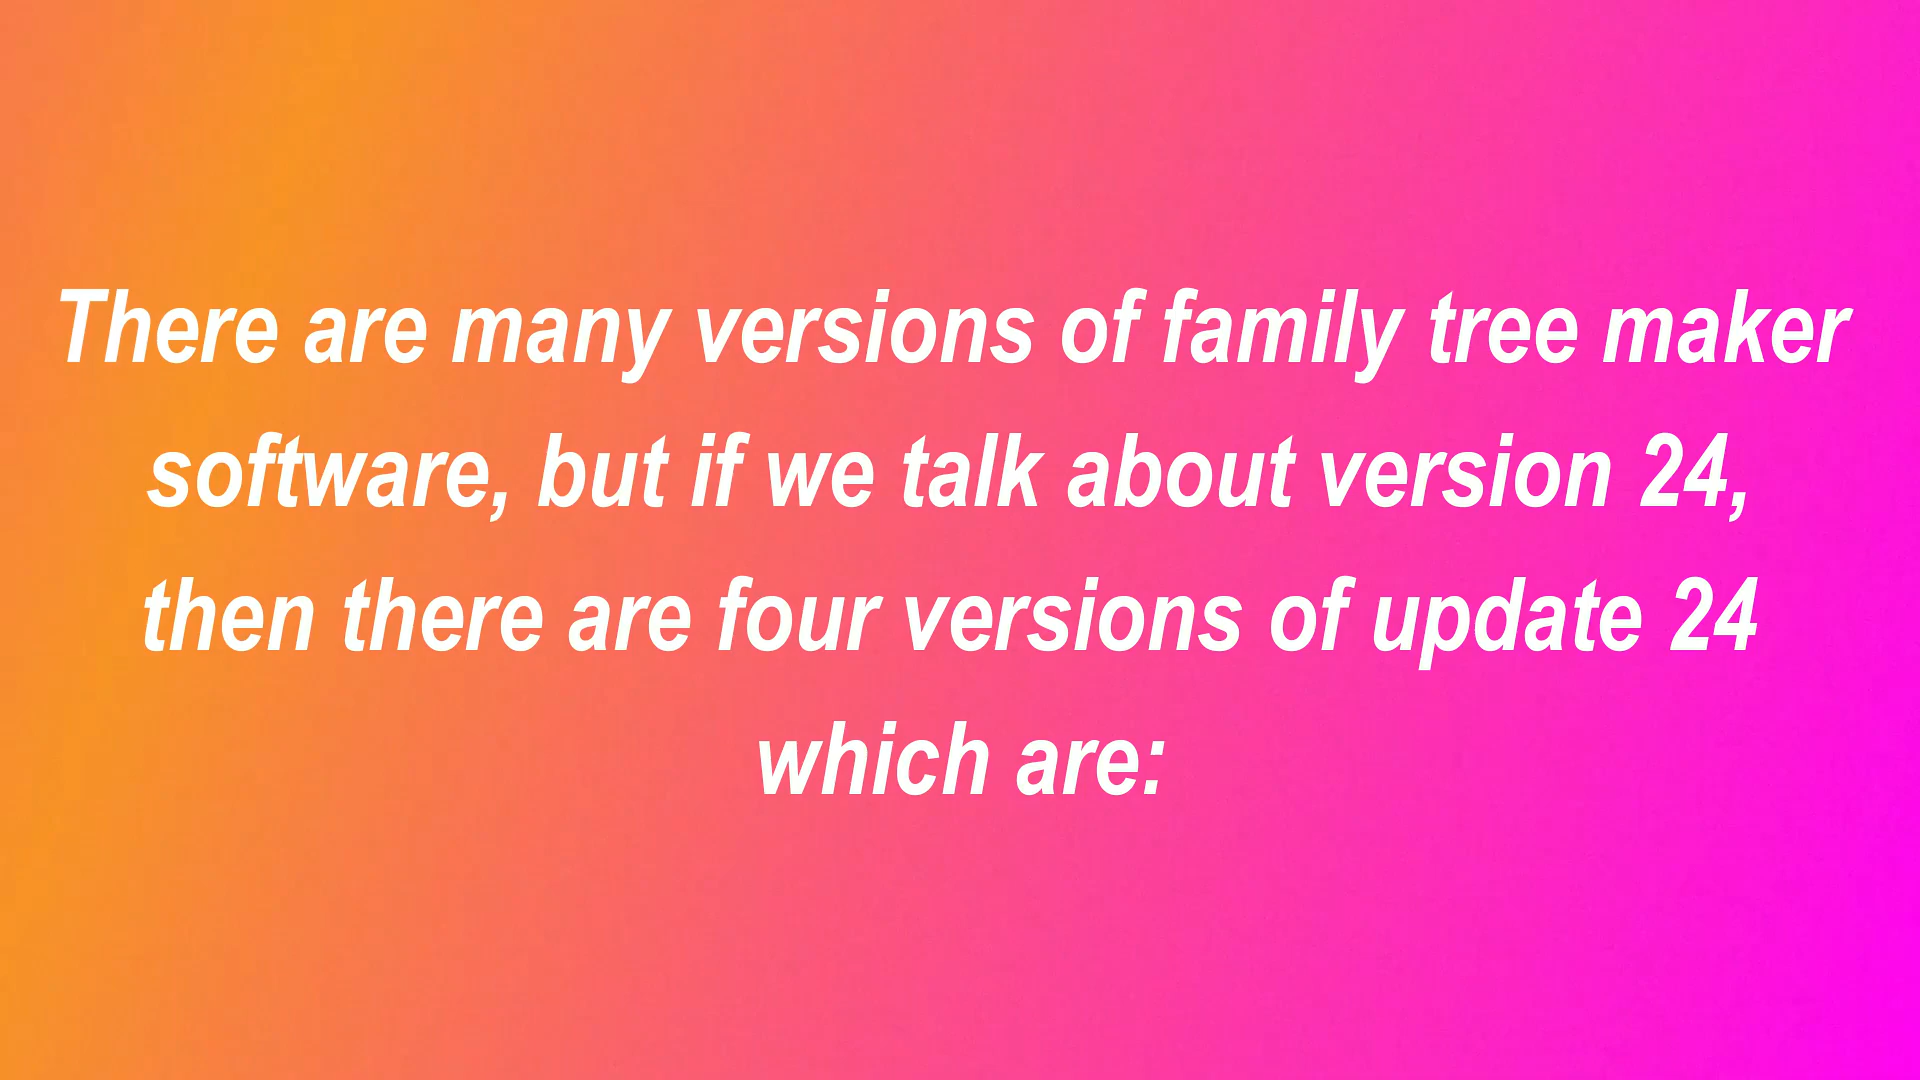 There are many versions of family tree maker
software, but if we talk about version 24,
then there are four versions of update 24
which are: